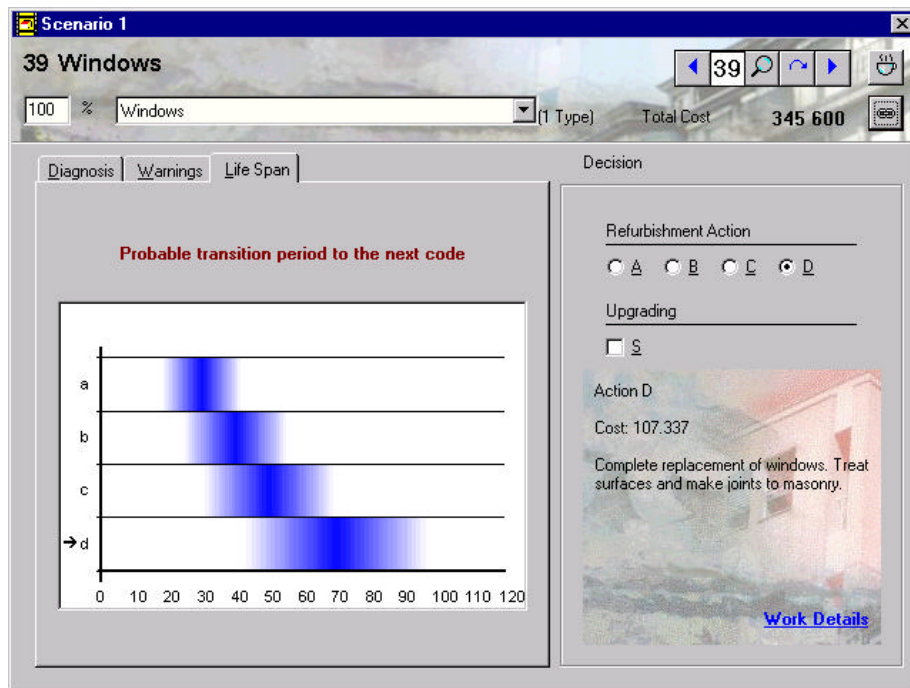 Scenario 1
39 Windows
39
100 % Windows (1 Type) Total Cost 345 600
Diagnosis Warnings Life Span
Decision
Probable transition period to the next code
a
b
c
d
0 10 20 30 40 50 60 70 80 90 100 110 120
Refurbishment Action
A B C D
Upgrading
S
Action D
Cost: 107.337
Complete replacement of windows. Treat
surfaces and make joints to masonry.
Work Details